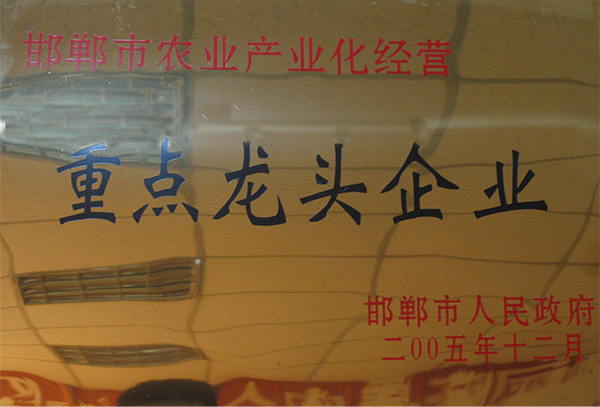 邯郸市农业产业化经营
重点龙头企业
邯郸市人民政府
二00五年十二月